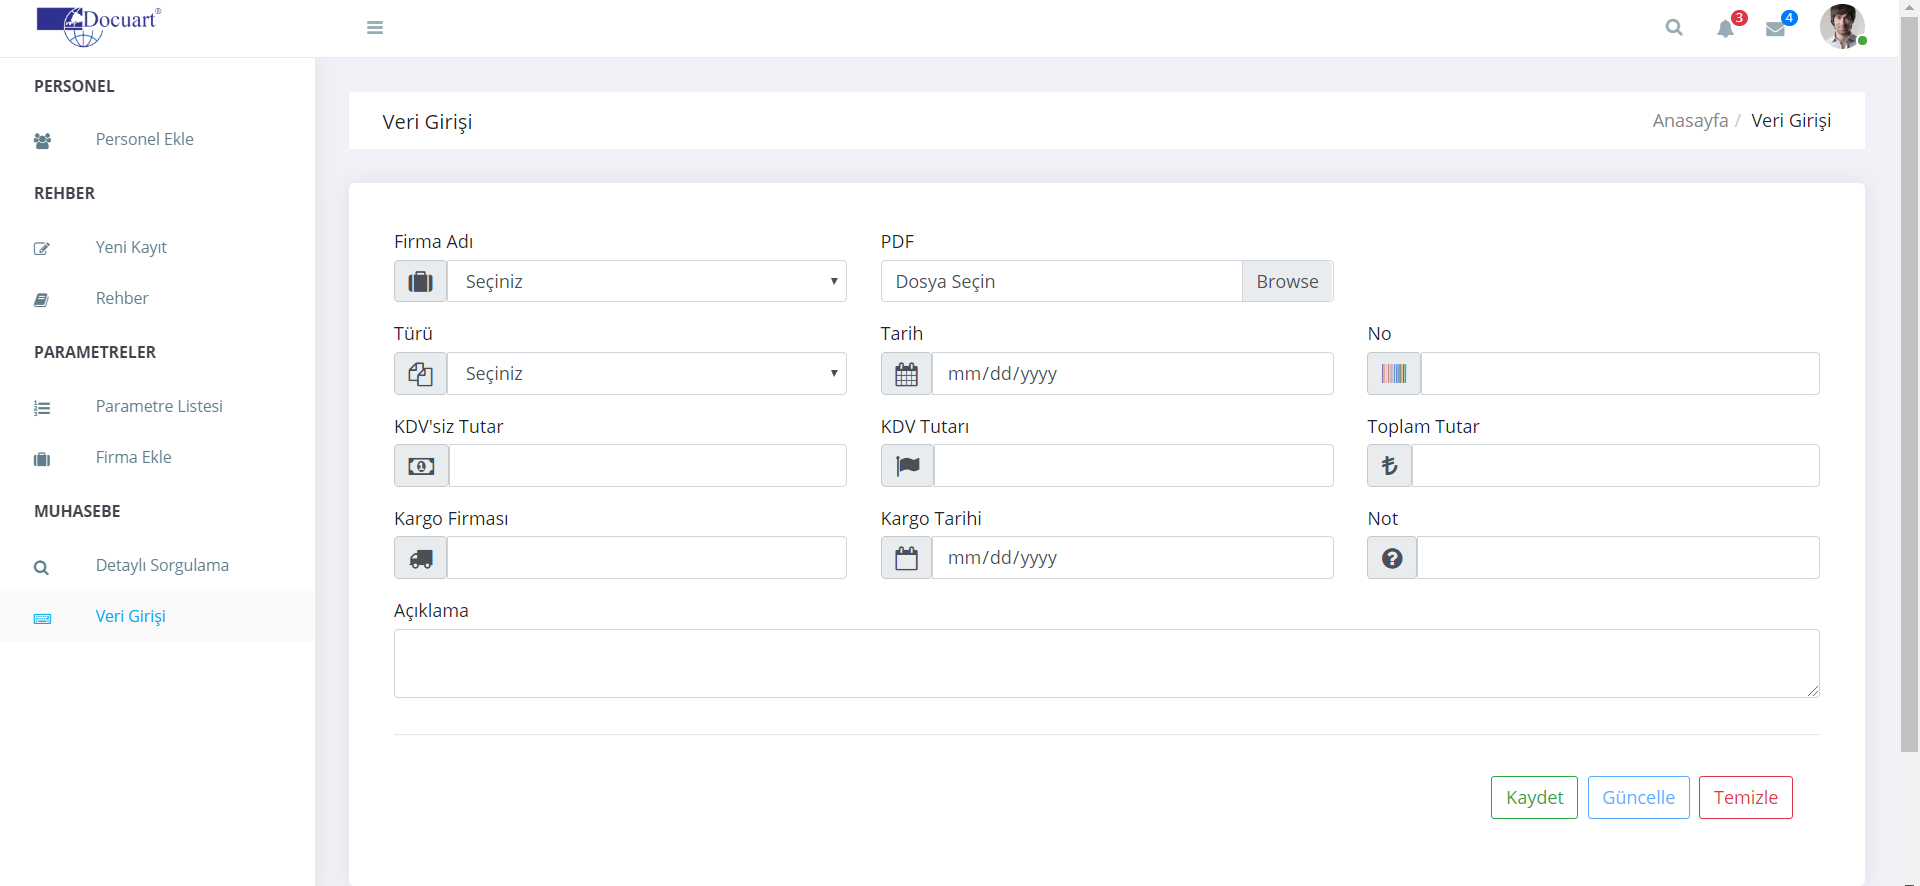 Docuart®
3
4
PERSONEL
Personel Ekle
REHBER
Yeni Kayıt
Rehber
PARAMETRELER
Parametre Listesi
Firma Ekle
MUHASEBE
Detaylı Sorgulama
Veri Girişi
Veri Girişi
Anasayfa / Veri Girişi
Firma Adı
Seçiniz
PDF
Dosya Seçin Browse
Türü
Seçiniz
Tarih
mm/dd/yyyy
No
KDV'siz Tutar
KDV Tutarı
Toplam Tutar
Kargo Firması
Kargo Tarihi
mm/dd/yyyy
Not
Açıklama
Kaydet Güncelle Temizle